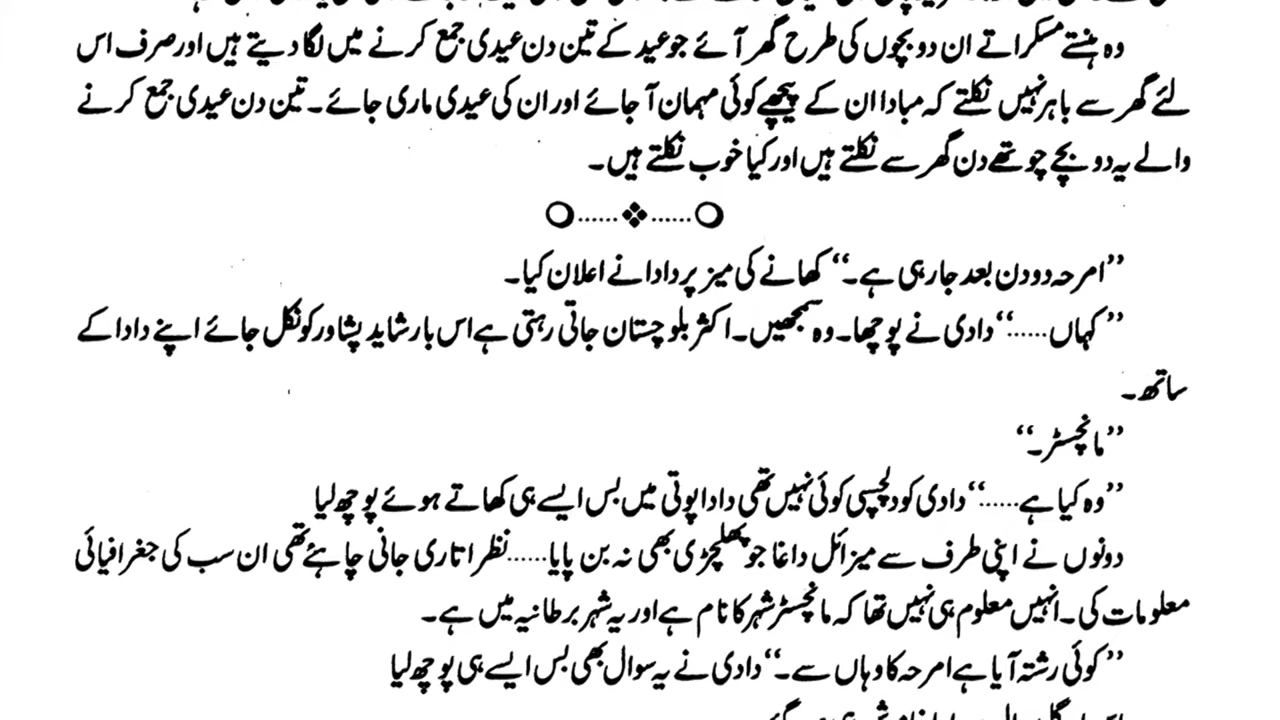 وہ ہنستے مسکراتے ان دو بچوں کی طرح گھر آئے جو عید کے تین دن عیدی جمع کرنے میں لگا دیتے ہیں اور صرف اس
لئے گھر سے باہر نہیں نکلتے کہ مبادا ان کے پیچھے کوئی مہمان آ جائے اور ان کی عیدی ماری جائے۔ تین دن عیدی جمع کرنے
والے یہ دو بچے چوتھے دن گھر سے نکلتے ہیں اور کیا خوب نکلتے ہیں۔
”امرحہ دو دن بعد جا رہی ہے۔“ کھانے کی میز پر دادا نے اعلان کیا۔
”کہاں......“ دادی نے پوچھا۔ وہ سمجھیں۔ اکثر بلوچستان جاتی رہتی ہے اس بار شاید پشاور کو نکل جائے اپنے دادا کے
ساتھ۔
”مانچسٹر۔“
”وہ کیا ہے......“ دادی کو دلچسپی کوئی نہیں تھی دادا پوتی میں بس ایسے ہی کھاتے ہوئے پوچھ لیا
دونوں نے اپنی طرف سے میزائل داغا جو پھلجڑی بھی نہ بن پایا...... نظر اتاری جانی چاہئے تھی ان سب کی جغرافیائی
معلومات کی۔ انہیں معلوم ہی نہیں تھا کہ مانچسٹر شہر کا نام ہے اور یہ شہر برطانیہ میں ہے۔
”کوئی رشتہ آیا ہے امرحہ کا وہاں سے۔“ دادی نے یہ سوال بھی بس ایسے ہی پوچھ لیا